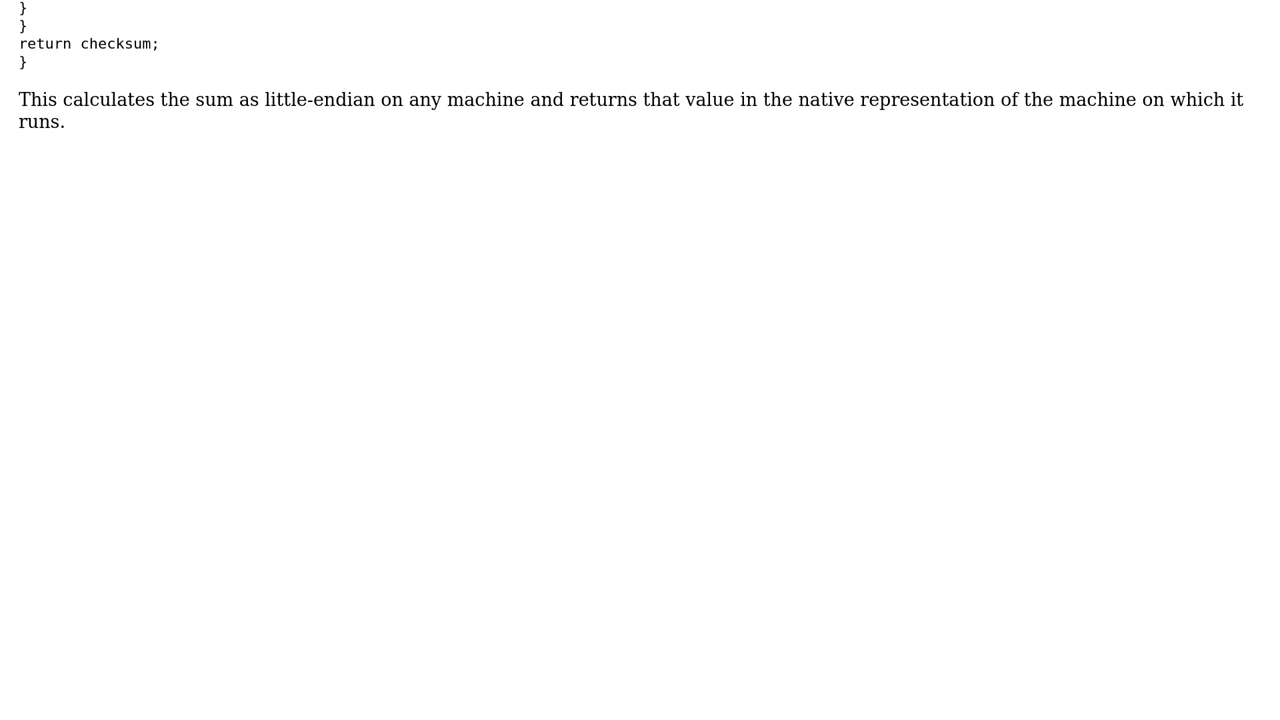 }
}
return checksum;
}
This calculates the sum as little-endian on any machine and returns that value in the native representation of the machine on which it
runs.